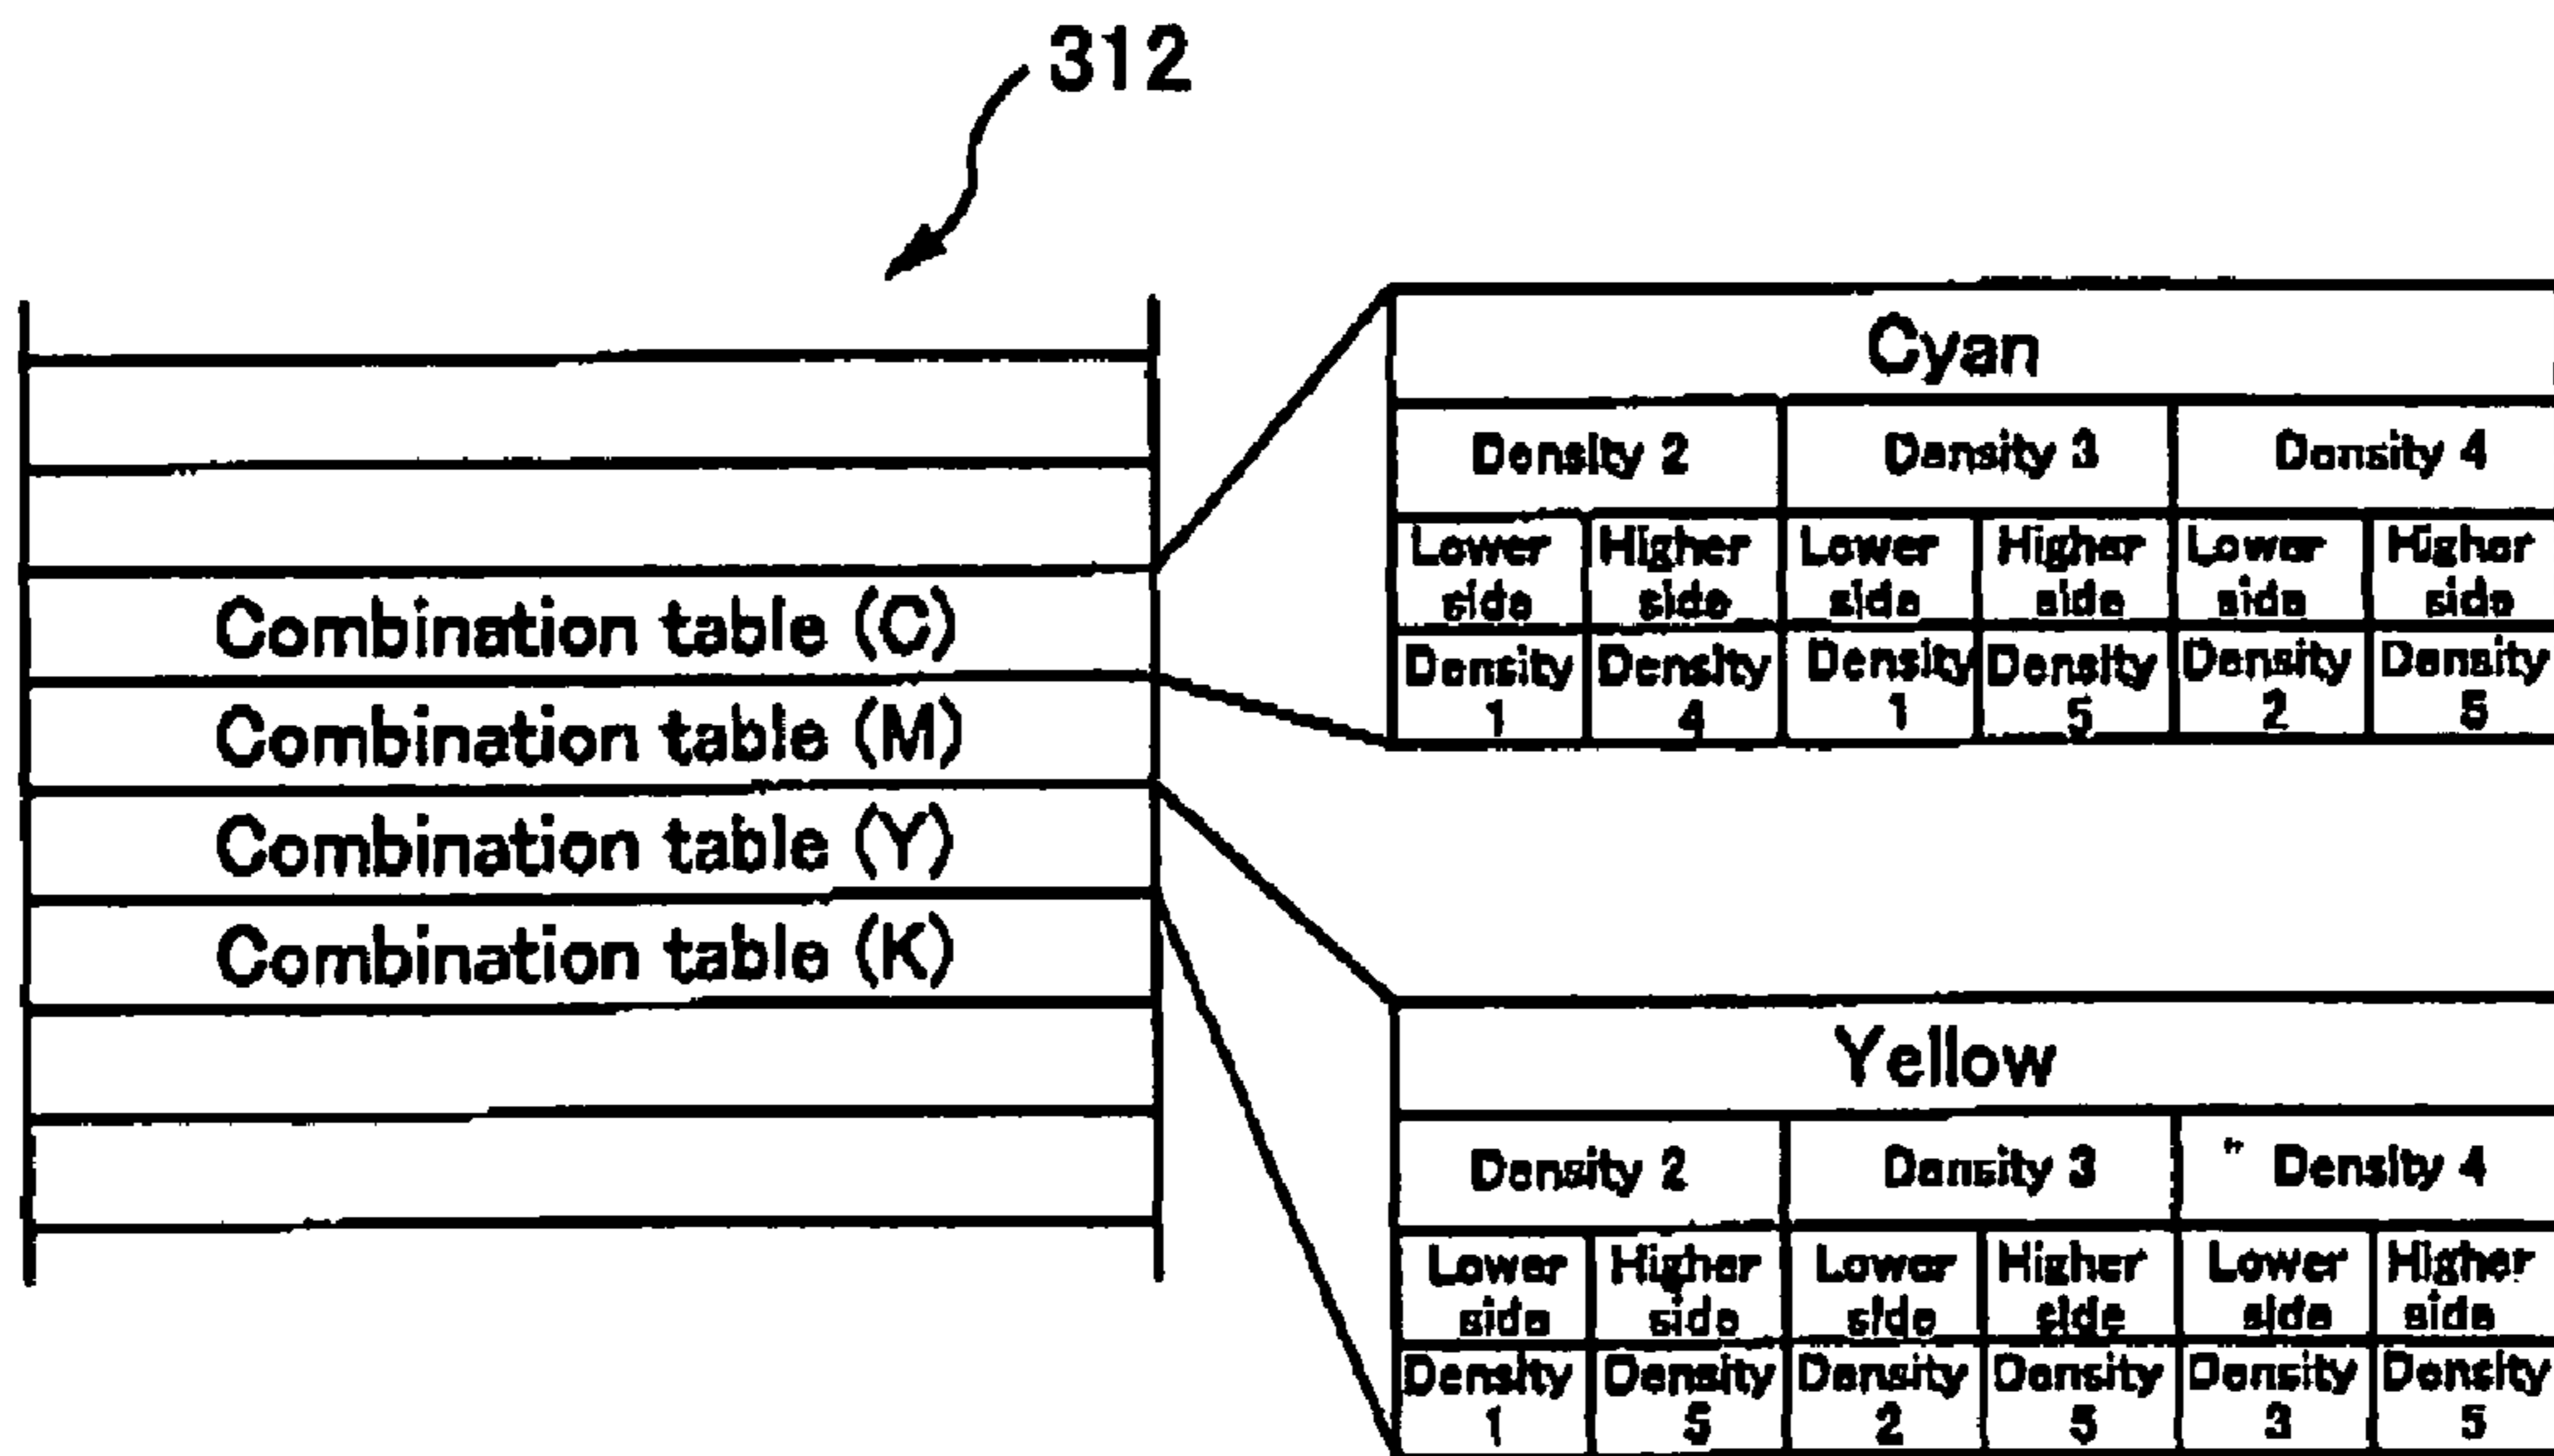 312
Combination table (C)
Combination table (M)
Combination table (Y)
Combination table (K)
Cyan
Density 2 Density 3 Density 4
Lower side Higher side Lower side Higher side Lower side Higher side
Density 1 Density 4 Density 1 Density 5 Density 2 Density 5
Yellow
Density 2 Density 3 Density 4
Lower side Higher side Lower side Higher side Lower side Higher side
Density 1 Density 5 Density 2 Density 5 Density 3 Density 5